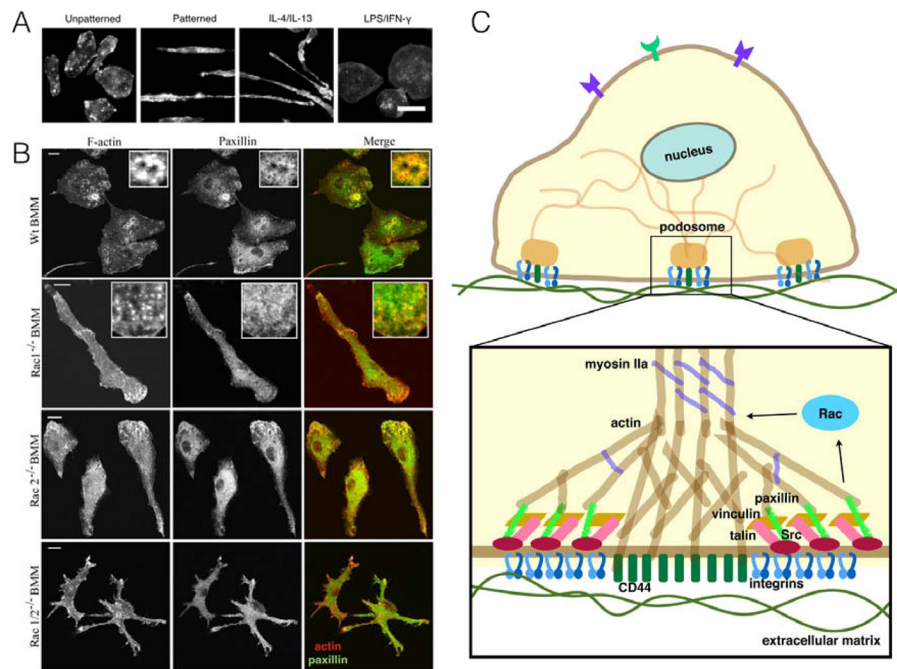 A
Unpatterned Patterned IL-4/IL-13 LPS/IFN-γ
B
F-actin Paxillin Merge
Wt BMM
Rac1⁻/⁻ BMM
Rac 2⁻/⁻ BMM
Rac 1/2⁻/⁻ BMM
actin
paxillin
C
nucleus
podosome
myosin IIa
Rac
actin
paxillin
vinculin
talin Src
CD44 integrins
extracellular matrix